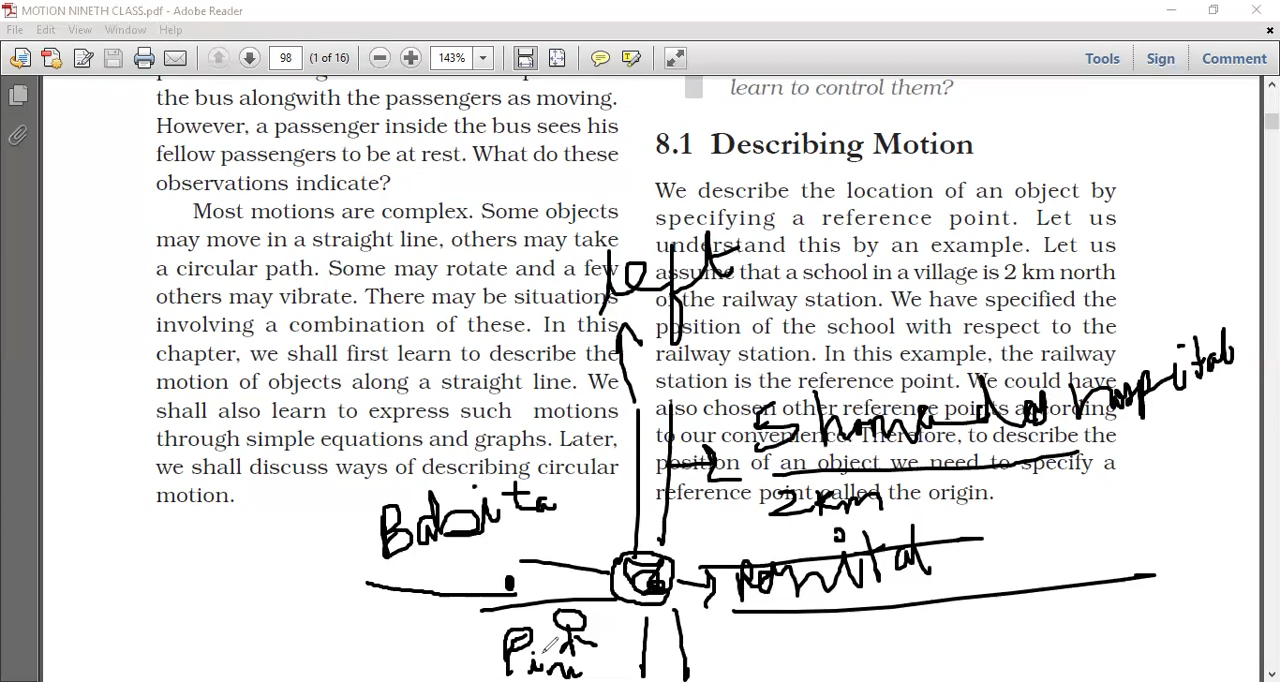 MOTION NINETH CLASS.pdf - Adobe Reader
File Edit View Window Help
98 (1 of 16) 143% Tools Sign Comment
the bus alongwith the passengers as moving.
However, a passenger inside the bus sees his
fellow passengers to be at rest. What do these
observations indicate?
Most motions are complex. Some objects
may move in a straight line, others may take
a circular path. Some may rotate and a few
others may vibrate. There may be situations
involving a combination of these. In this
chapter, we shall first learn to describe the
motion of objects along a straight line. We
shall also learn to express such motions
through simple equations and graphs. Later,
we shall discuss ways of describing circular
motion.
learn to control them?
8.1 Describing Motion
We describe the location of an object by
specifying a reference point. Let us
understand this by an example. Let us
assume that a school in a village is 2 km north
of the railway station. We have specified the
position of the school with respect to the
railway station. In this example, the railway
station is the reference point. We could have
also chosen other reference points according
to our convenience. Therefore, to describe the
position of an object we need to specify a
reference point called the origin.
left
hospital
2 km
Babita